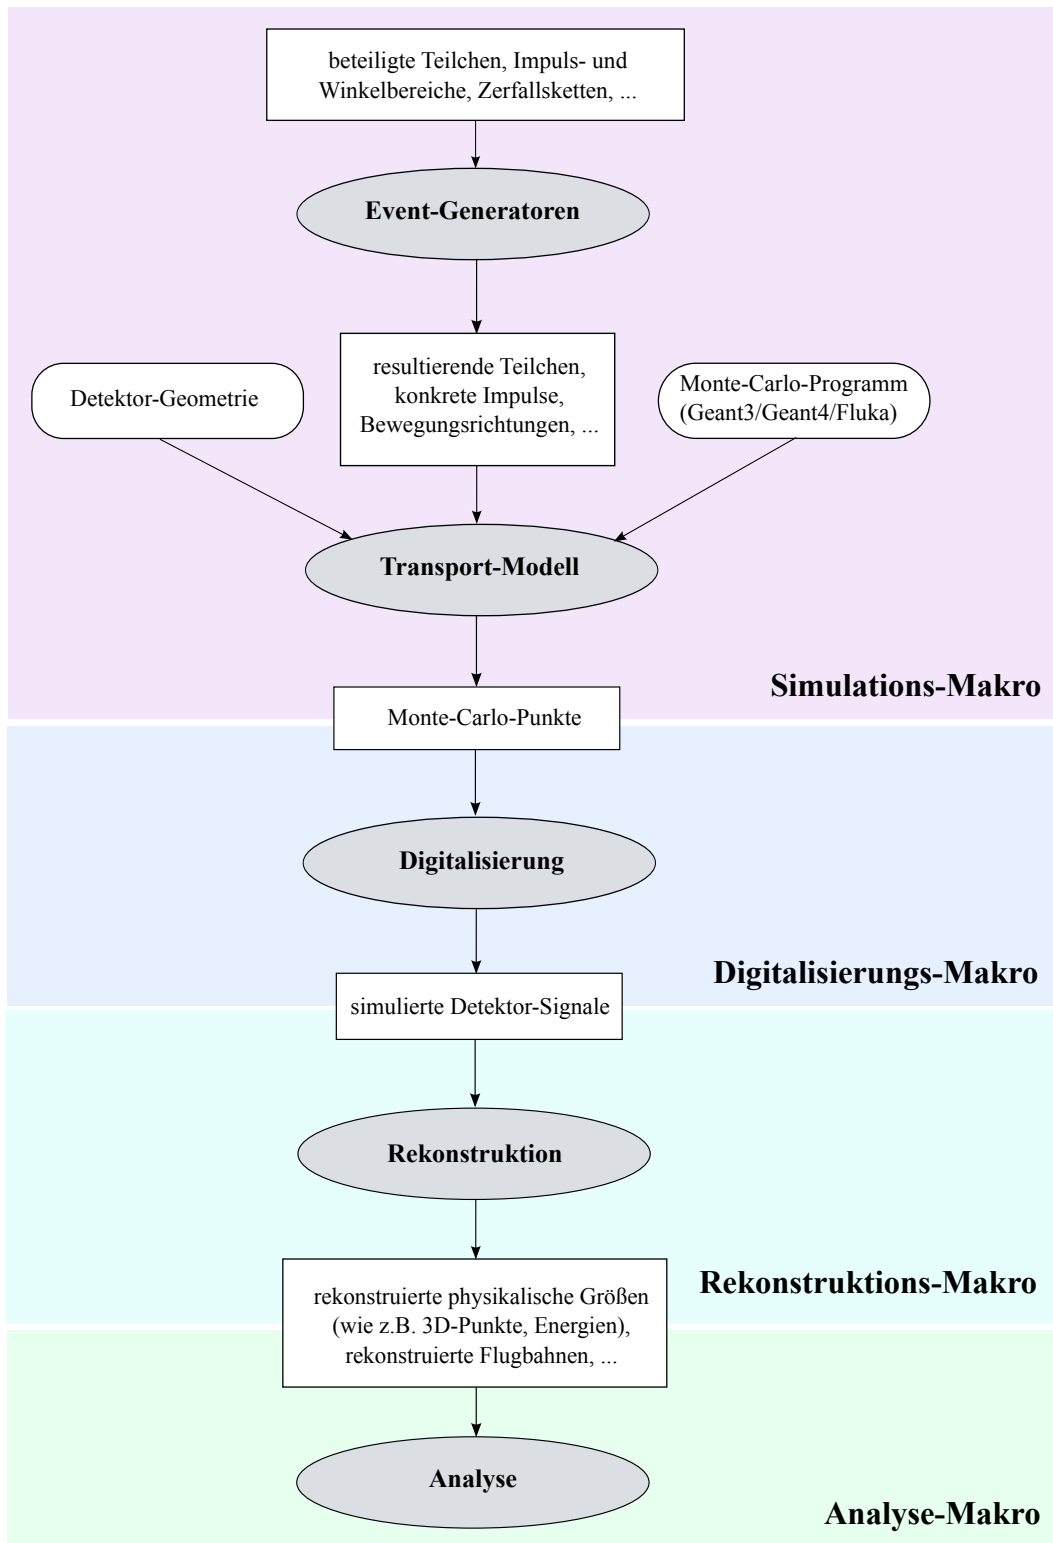 beteiligte Teilchen, Impuls- und
Winkelbereiche, Zerfallsketten, ...
Event-Generatoren
resultierende Teilchen,
konkrete Impulse,
Bewegungsrichtungen, ...
Detektor-Geometrie
Monte-Carlo-Programm
(Geant3/Geant4/Fluka)
Transport-Modell
Simulations-Makro
Monte-Carlo-Punkte
Digitalisierung
Digitalisierungs-Makro
simulierte Detektor-Signale
Rekonstruktion
Rekonstruktions-Makro
rekonstruierte physikalische Größen
(wie z.B. 3D-Punkte, Energien),
rekonstruierte Flugbahnen, ...
Analyse
Analyse-Makro